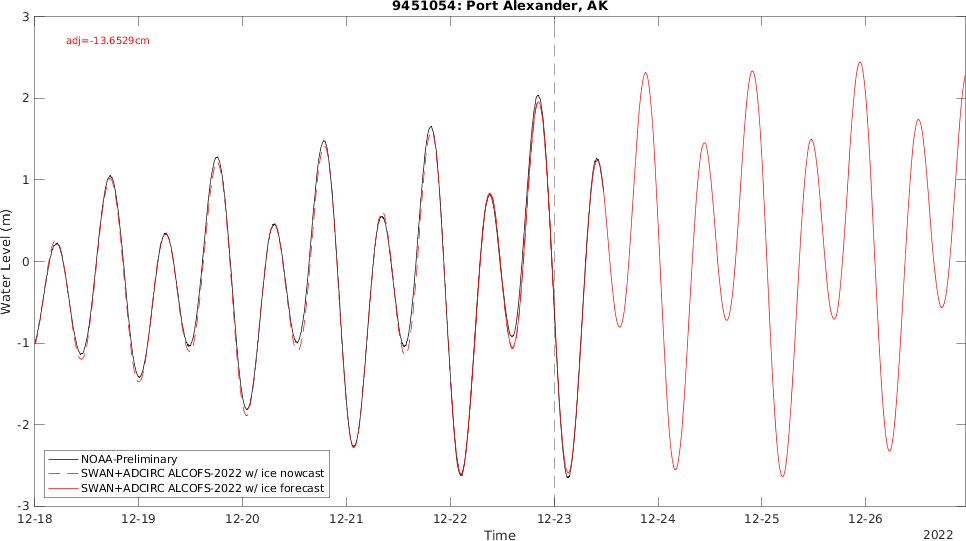 9451054: Port Alexander, AK
adj=-13.6529cm
Water Level (m)
3
2
1
0
-1
-2
-3
NOAA-Preliminary
SWAN+ADCIRC ALCOFS-2022 w/ ice nowcast
SWAN+ADCIRC ALCOFS-2022 w/ ice forecast
12-18 12-19 12-20 12-21 12-22 12-23 12-24 12-25 12-26
Time
2022